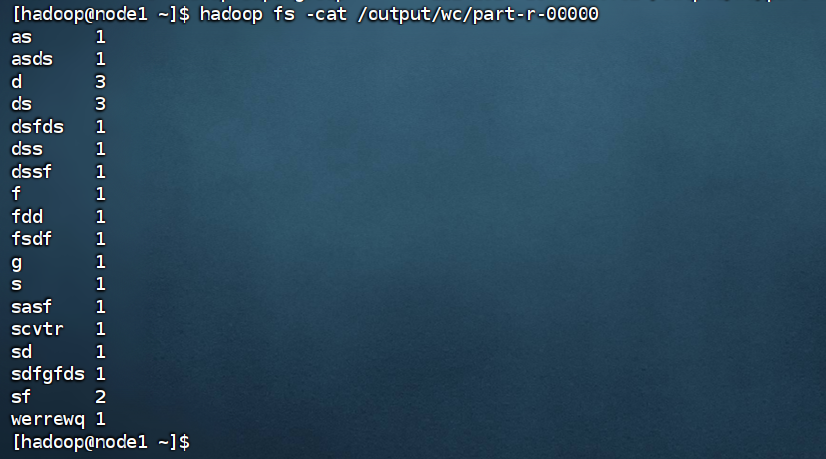 [hadoop@node1 ~]$ hadoop fs -cat /output/wc/part-r-00000
as 1
asds 1
d 3
ds 3
dsfds 1
dss 1
dssf 1
f 1
fdd 1
fsdf 1
g 1
s 1
sasf 1
scvtr 1
sd 1
sdfgfds 1
sf 2
werrewq 1
[hadoop@node1 ~]$